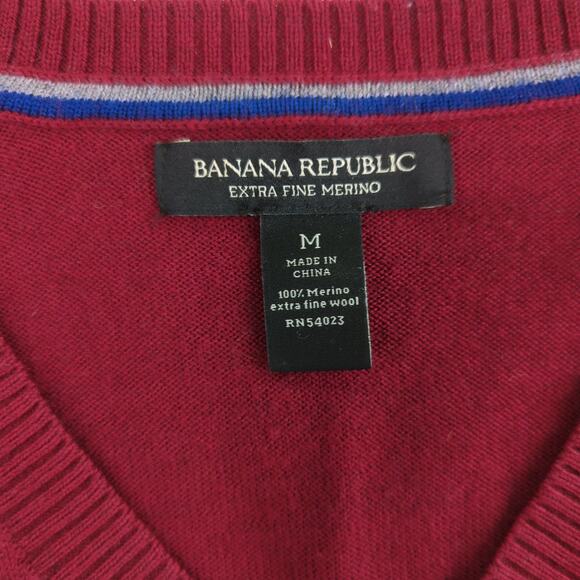 BANANA REPUBLIC
EXTRA FINE MERINO
M
MADE IN
CHINA
100% Merino
extra fine wool
RN54023